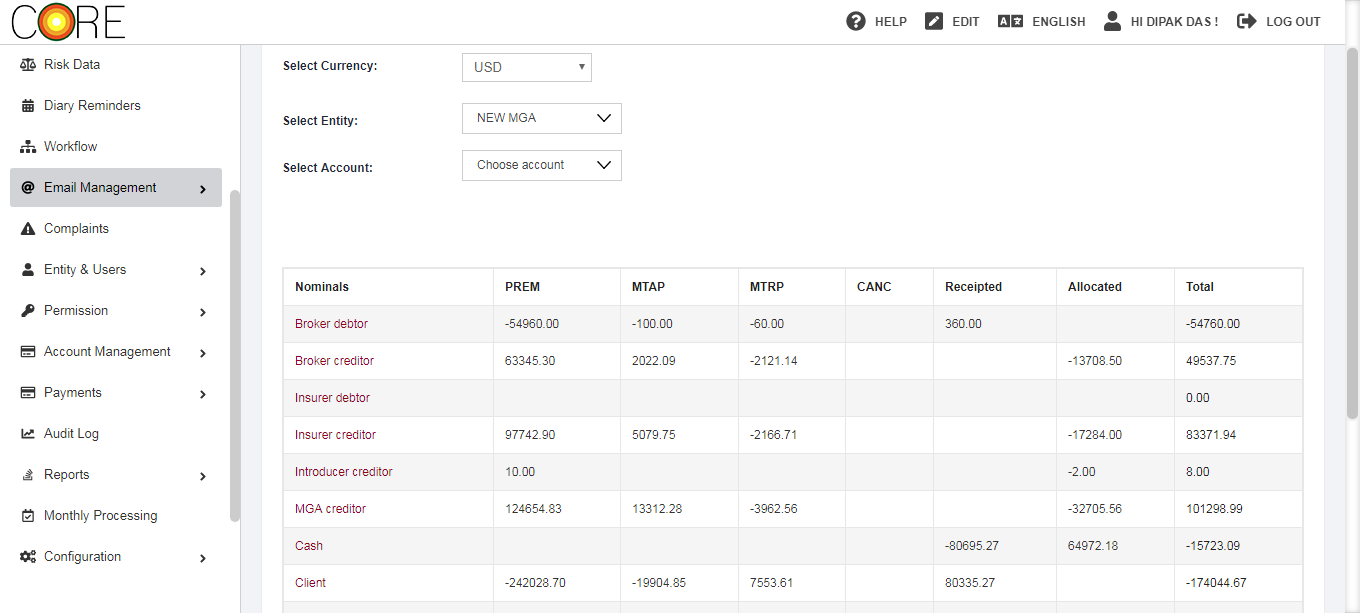 CORE
HELP EDIT ENGLISH HI DIPAK DAS ! LOG OUT
Risk Data
Diary Reminders
Workflow
Email Management
Complaints
Entity & Users
Permission
Account Management
Payments
Audit Log
Reports
Monthly Processing
Configuration
Select Currency: USD
Select Entity: NEW MGA
Select Account: Choose account
Nominals PREM MTAP MTRP CANC Receipted Allocated Total
Broker debtor -54960.00 -100.00 -60.00 360.00 -54760.00
Broker creditor 63345.30 2022.09 -2121.14 -13708.50 49537.75
Insurer debtor 0.00
Insurer creditor 97742.90 5079.75 -2166.71 -17284.00 83371.94
Introducer creditor 10.00 -2.00 8.00
MGA creditor 124654.83 13312.28 -3962.56 -32705.56 101298.99
Cash -80695.27 64972.18 -15723.09
Client -242028.70 -19904.85 7553.61 80335.27 -174044.67